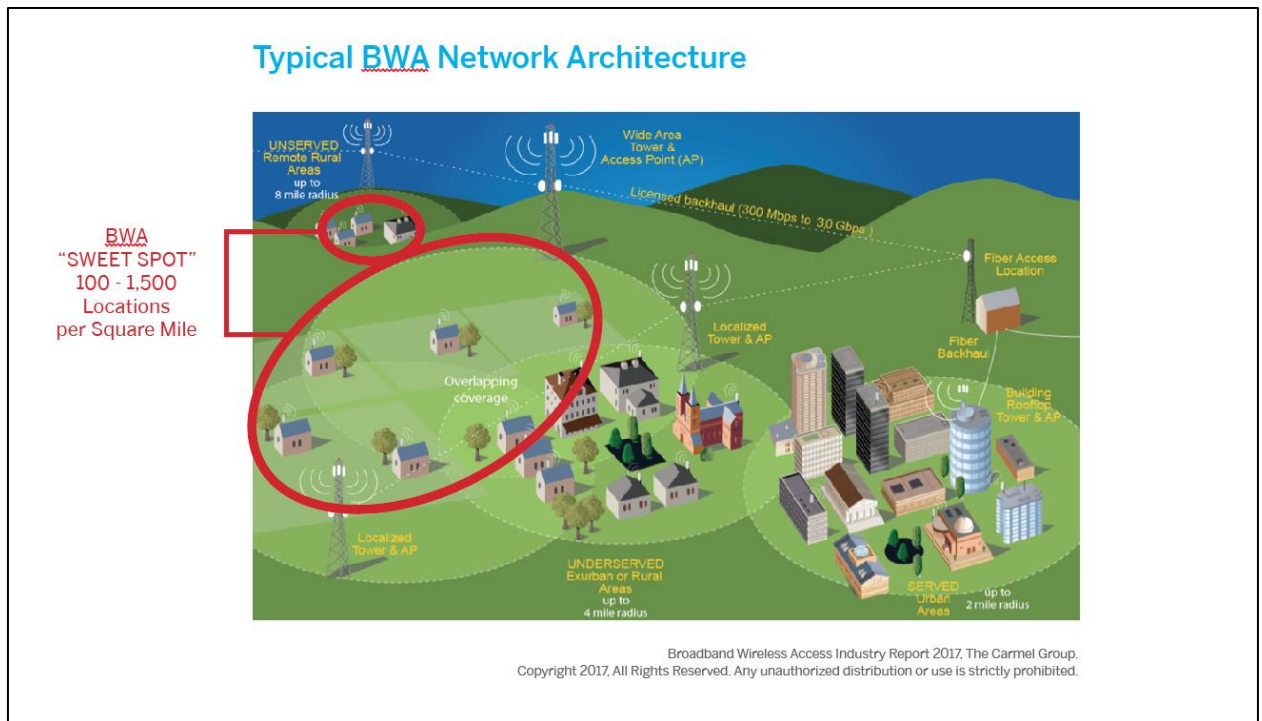 Typical BWA Network Architecture
UNSERVED
Remote Rural
Areas
up to
8 mile radius
Wide Area
Tower &
Access Point (AP)
Licensed backhaul (300 Mbps to 3.0 Gbps )
BWA
“SWEET SPOT”
100 - 1,500
Locations
per Square Mile
Fiber Access
Location
Localized
Tower & AP
Fiber
Backhaul
Overlapping
coverage
Building
Rooftop
Tower & AP
Localized
Tower & AP
UNDERSERVED
Exurban or Rural
Areas
up to
4 mile radius
SERVED
Urban
Areas
up to
2 mile radius
Broadband Wireless Access Industry Report 2017, The Carmel Group.
Copyright 2017, All Rights Reserved. Any unauthorized distribution or use is strictly prohibited.